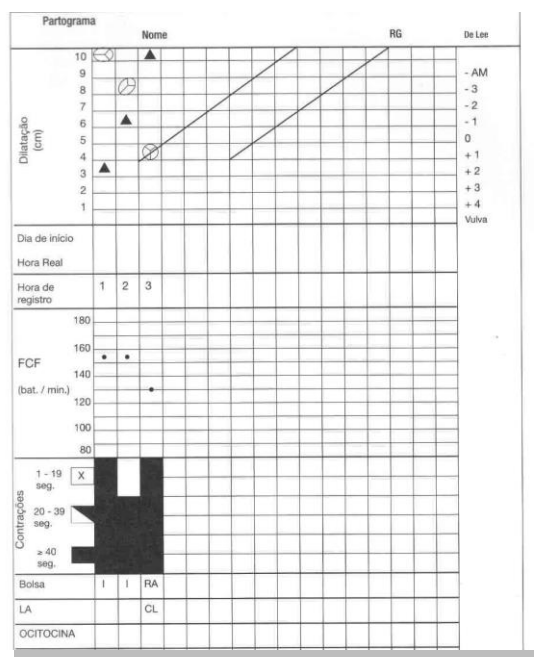 Partograma
Nome RG De Lee
Dilatação
(cm)
10
9
8
7
6
5
4
3
2
1
- AM
- 3
- 2
- 1
0
+ 1
+ 2
+ 3
+ 4
Vulva
Dia de início
Hora Real
Hora de
registro
1 2 3
FCF
(bat. / min.)
180
160
140
120
100
80
Contrações
1 - 19
seg.
X
20 - 39
seg.
≥ 40
seg.
Bolsa I I RA
LA CL
OCITOCINA